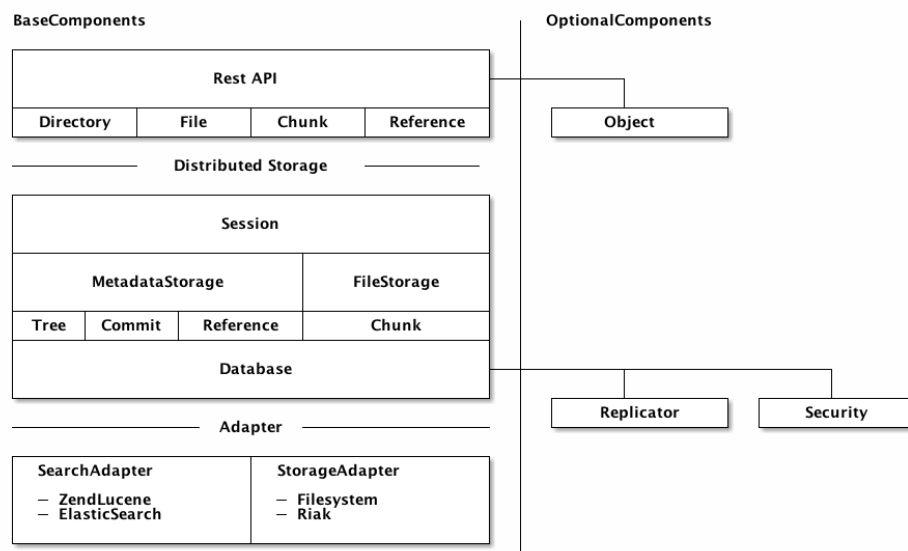 BaseComponents
OptionalComponents
Rest API
Directory
File
Chunk
Reference
Object
Distributed Storage
Session
MetadataStorage
FileStorage
Tree
Commit
Reference
Chunk
Database
Replicator
Security
Adapter
SearchAdapter
– ZendLucene
– ElasticSearch
StorageAdapter
– Filesystem
– Riak